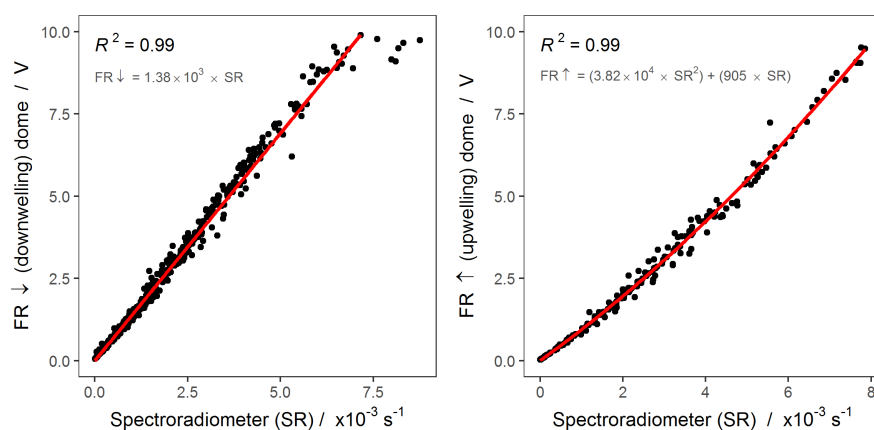 R² = 0.99
FR ↓ = 1.38×10³ × SR
10.0
7.5
5.0
2.5
0.0
FR ↓ (downwelling) dome / V
0.0 2.5 5.0 7.5
Spectroradiometer (SR) / x10⁻³ s⁻¹
R² = 0.99
FR ↑ = (3.82×10⁴ × SR²) + (905 × SR)
10.0
7.5
5.0
2.5
0.0
FR ↑ (upwelling) dome / V
0 2 4 6 8
Spectroradiometer (SR) / x10⁻³ s⁻¹